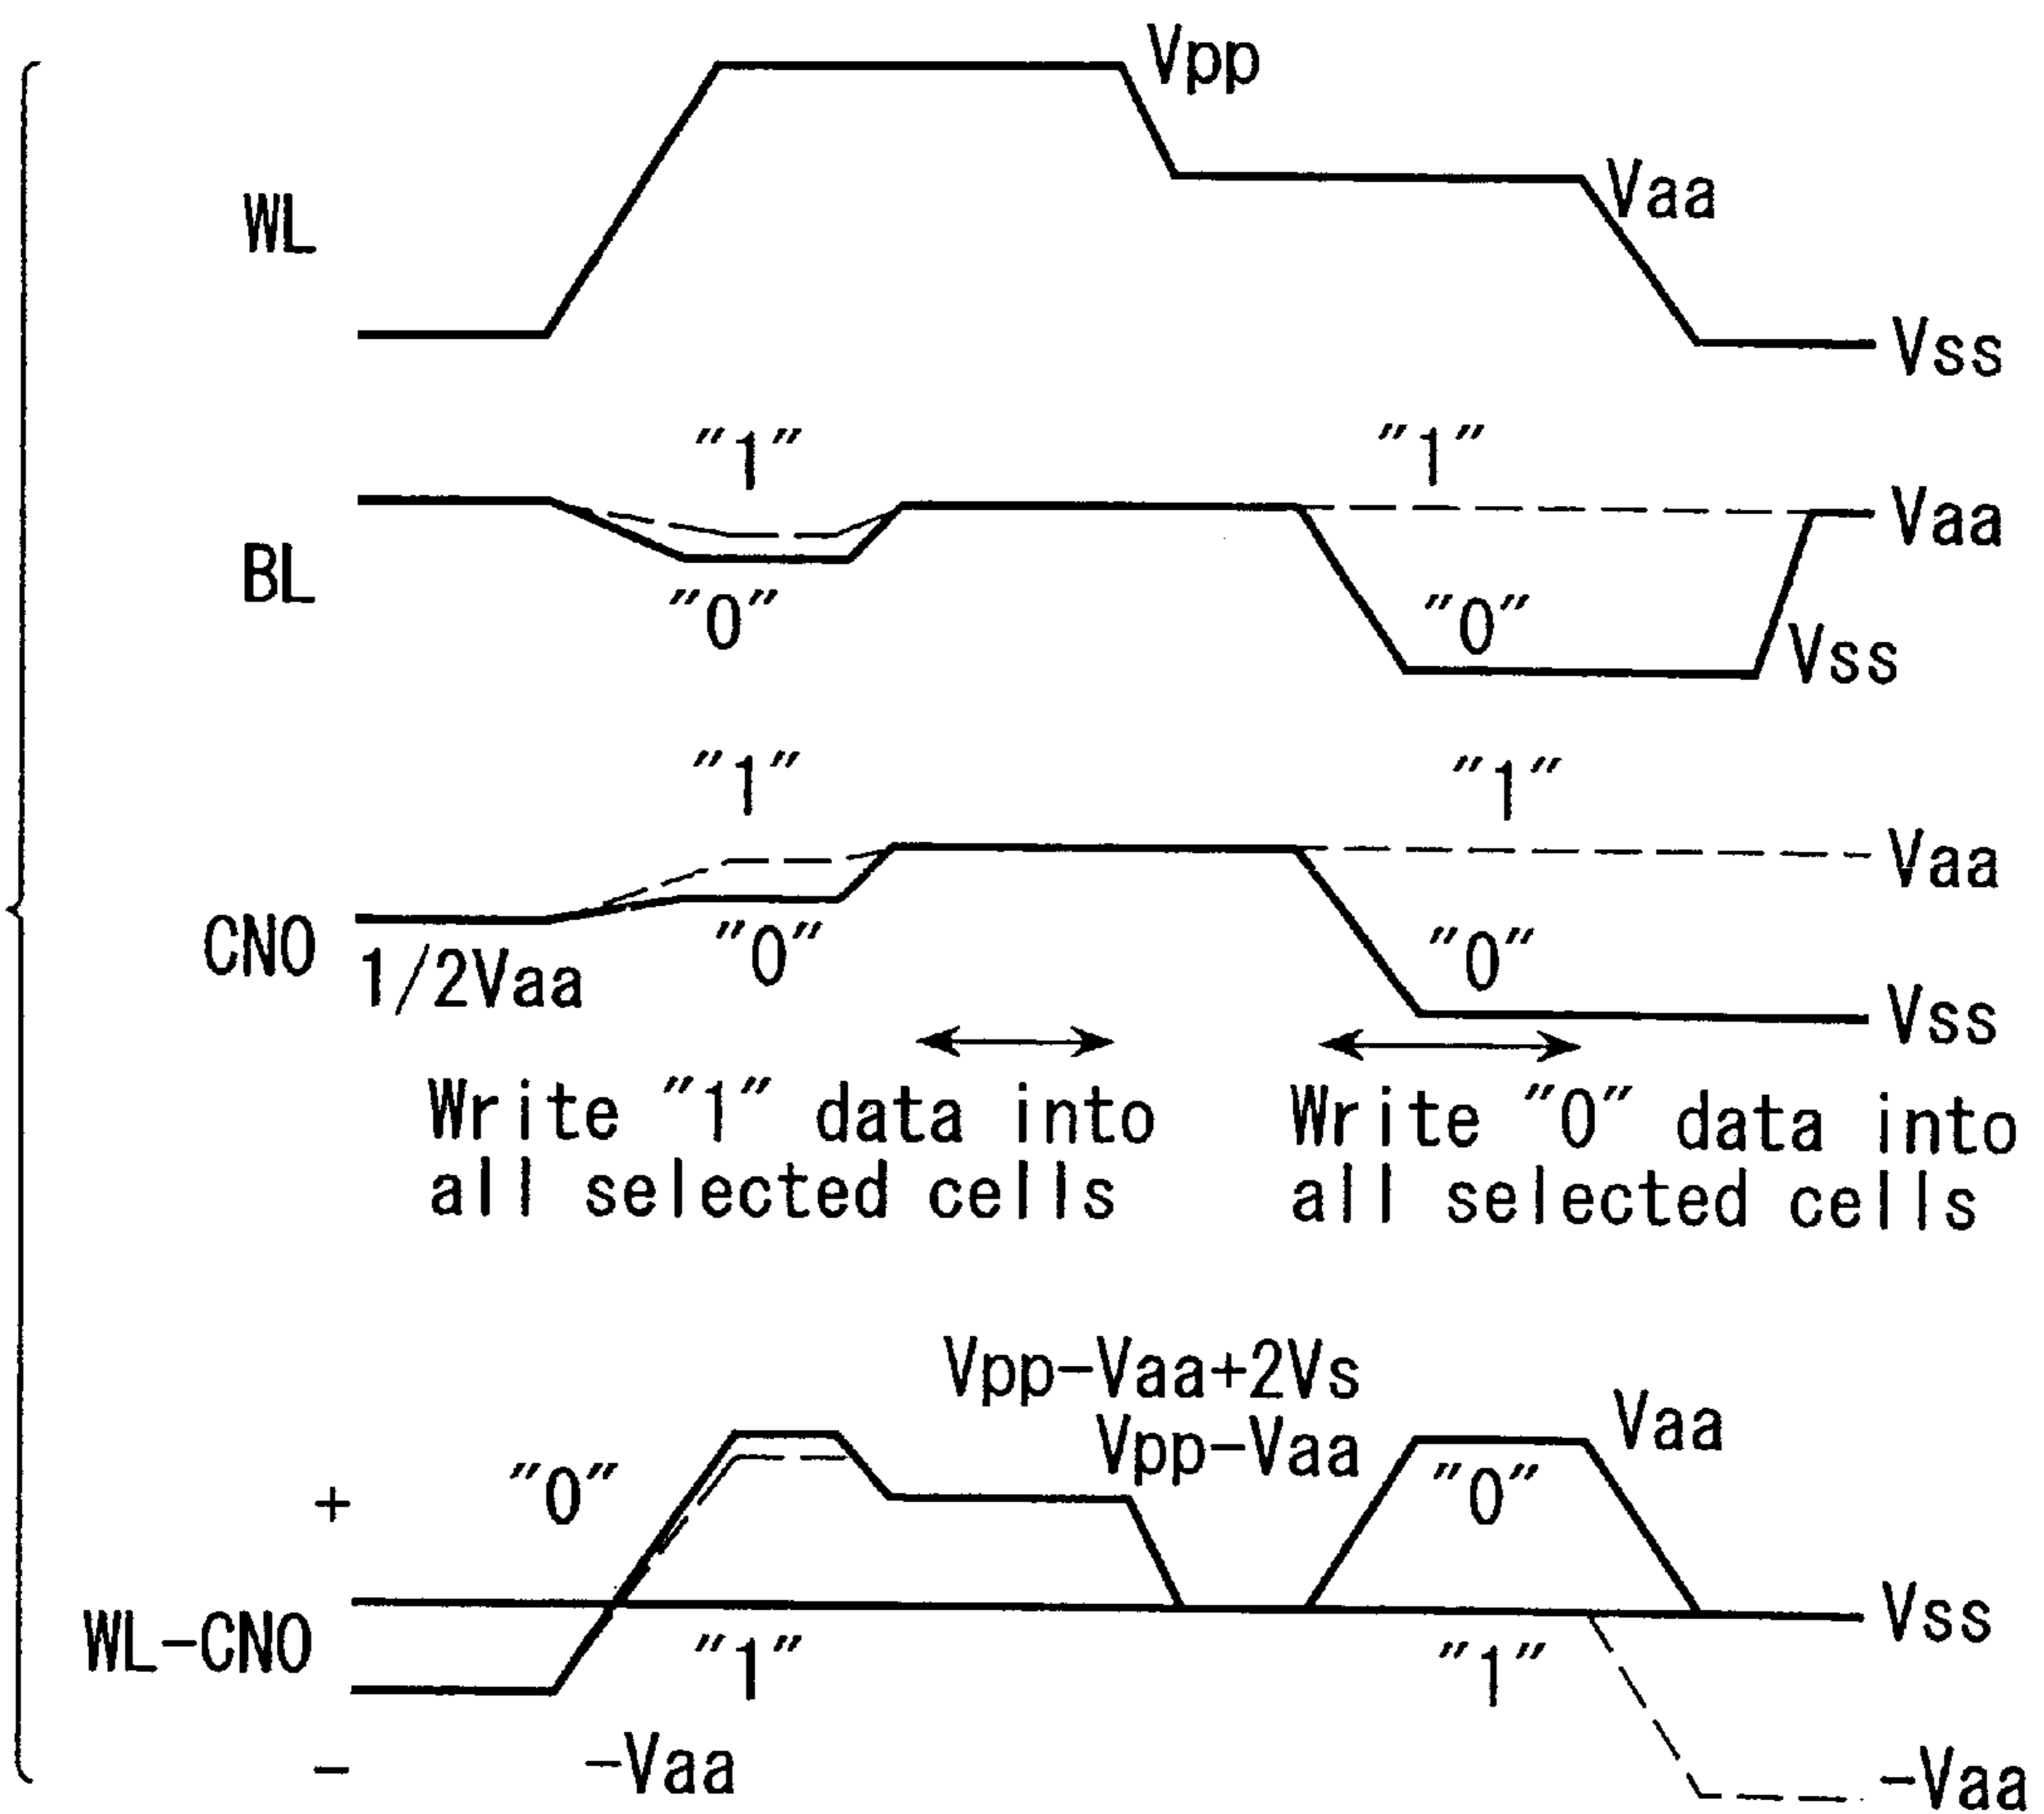 Vpp
WL
Vaa
Vss
"1"
"1"
Vaa
BL
"0"
"0"
Vss
"1"
"1"
Vaa
CNO
1/2Vaa
"0"
"0"
Vss
Write "1" data into
all selected cells
Write "0" data into
all selected cells
Vpp-Vaa+2Vs
Vpp-Vaa
Vaa
+
"0"
"0"
WL-CNO
"1"
"1"
Vss
-
-Vaa
-Vaa